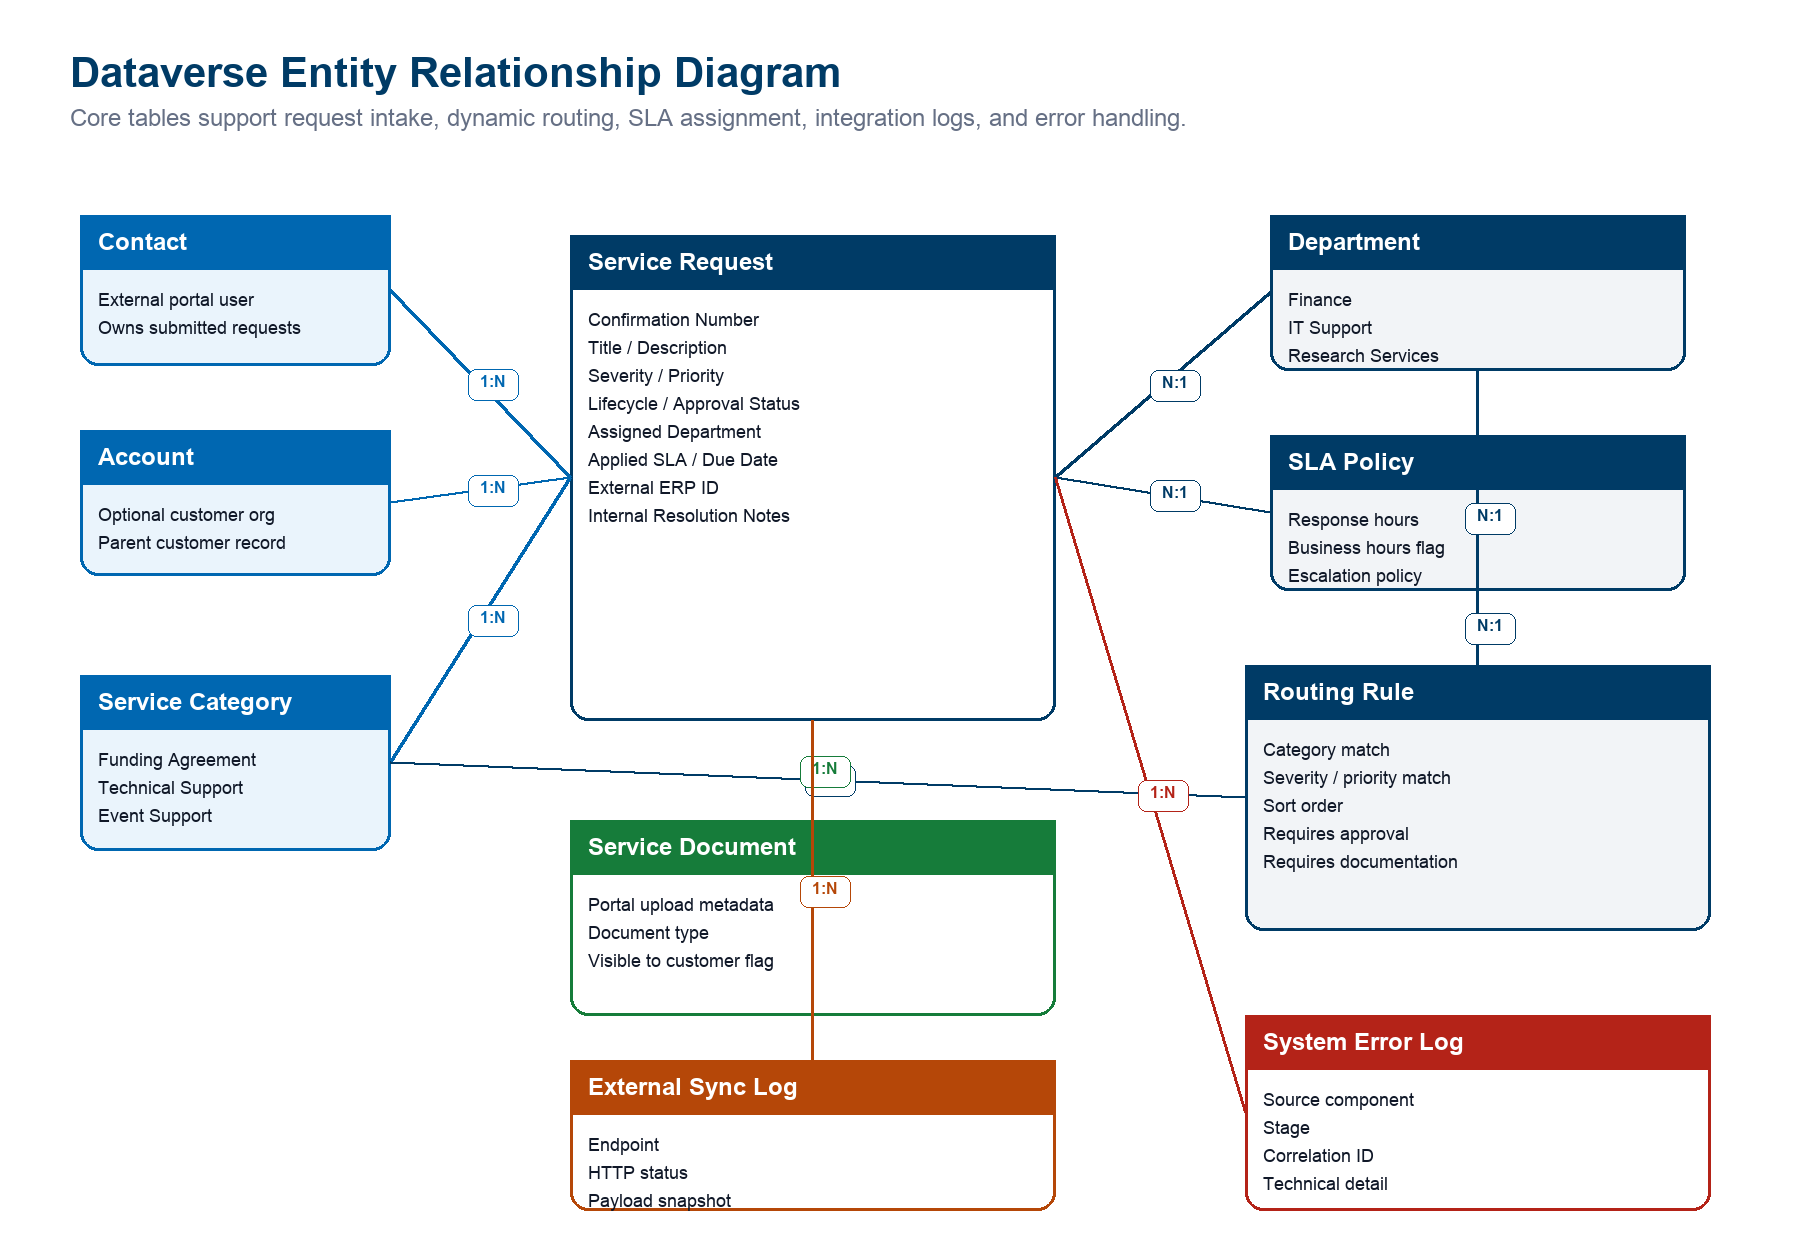 Dataverse Entity Relationship Diagram
Core tables support request intake, dynamic routing, SLA assignment, integration logs, and error handling.
Contact
External portal user
Owns submitted requests
Account
Optional customer org
Parent customer record
Service Category
Funding Agreement
Technical Support
Event Support
1:N
1:N
1:N
Service Request
Confirmation Number
Title / Description
Severity / Priority
Lifecycle / Approval Status
Assigned Department
Applied SLA / Due Date
External ERP ID
Internal Resolution Notes
1:N
Service Document
1:N
Portal upload metadata
Document type
Visible to customer flag
External Sync Log
Endpoint
HTTP status
Payload snapshot
N:1
N:1
1:N
Department
Finance
IT Support
Research Services
SLA Policy
N:1
Response hours
Business hours flag
Escalation policy
N:1
Routing Rule
Category match
Severity / priority match
Sort order
Requires approval
Requires documentation
System Error Log
Source component
Stage
Correlation ID
Technical detail